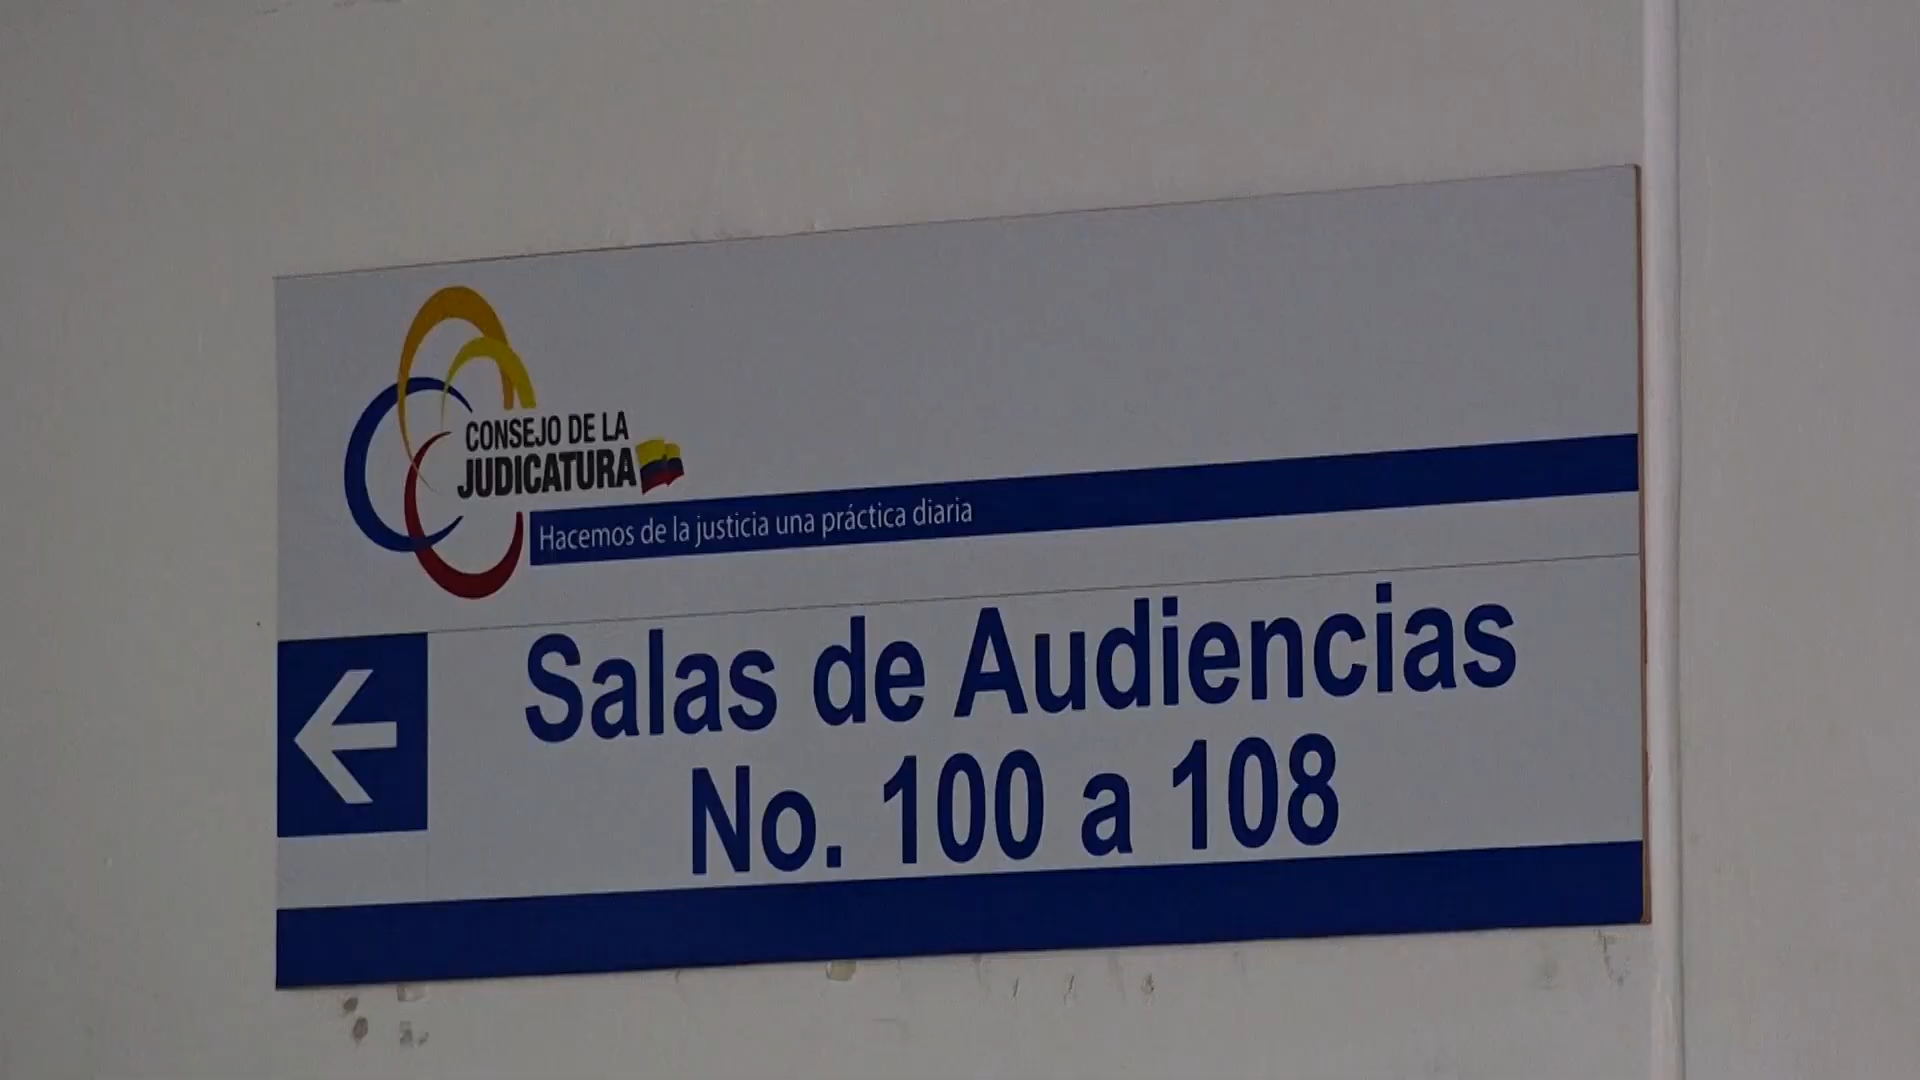 CONSEJO DE LA
JUDICATURA
Hacemos de la justicia una práctica diaria
Salas de Audiencias
No. 100 a 108